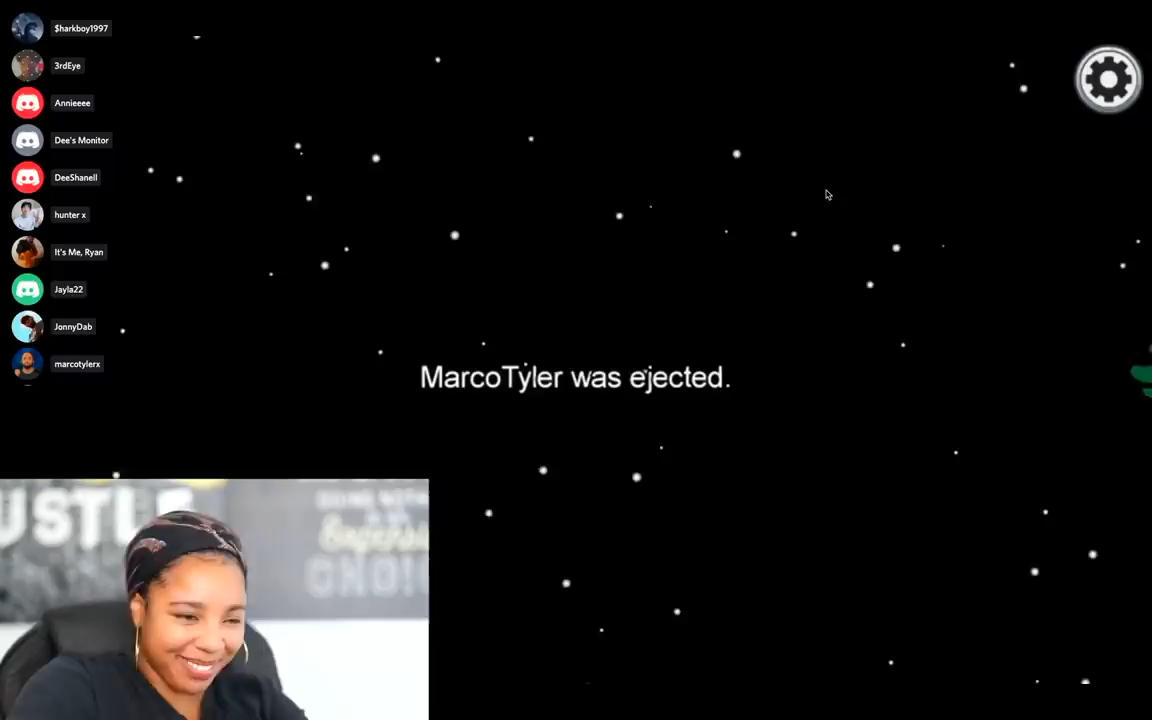 $harkboy1997
3rdEye
Annieeee
Dee's Monitor
DeeShanell
hunter x
It's Me, Ryan
Jayla22
JonnyDab
marcotylerx
MarcoTyler was ejected.